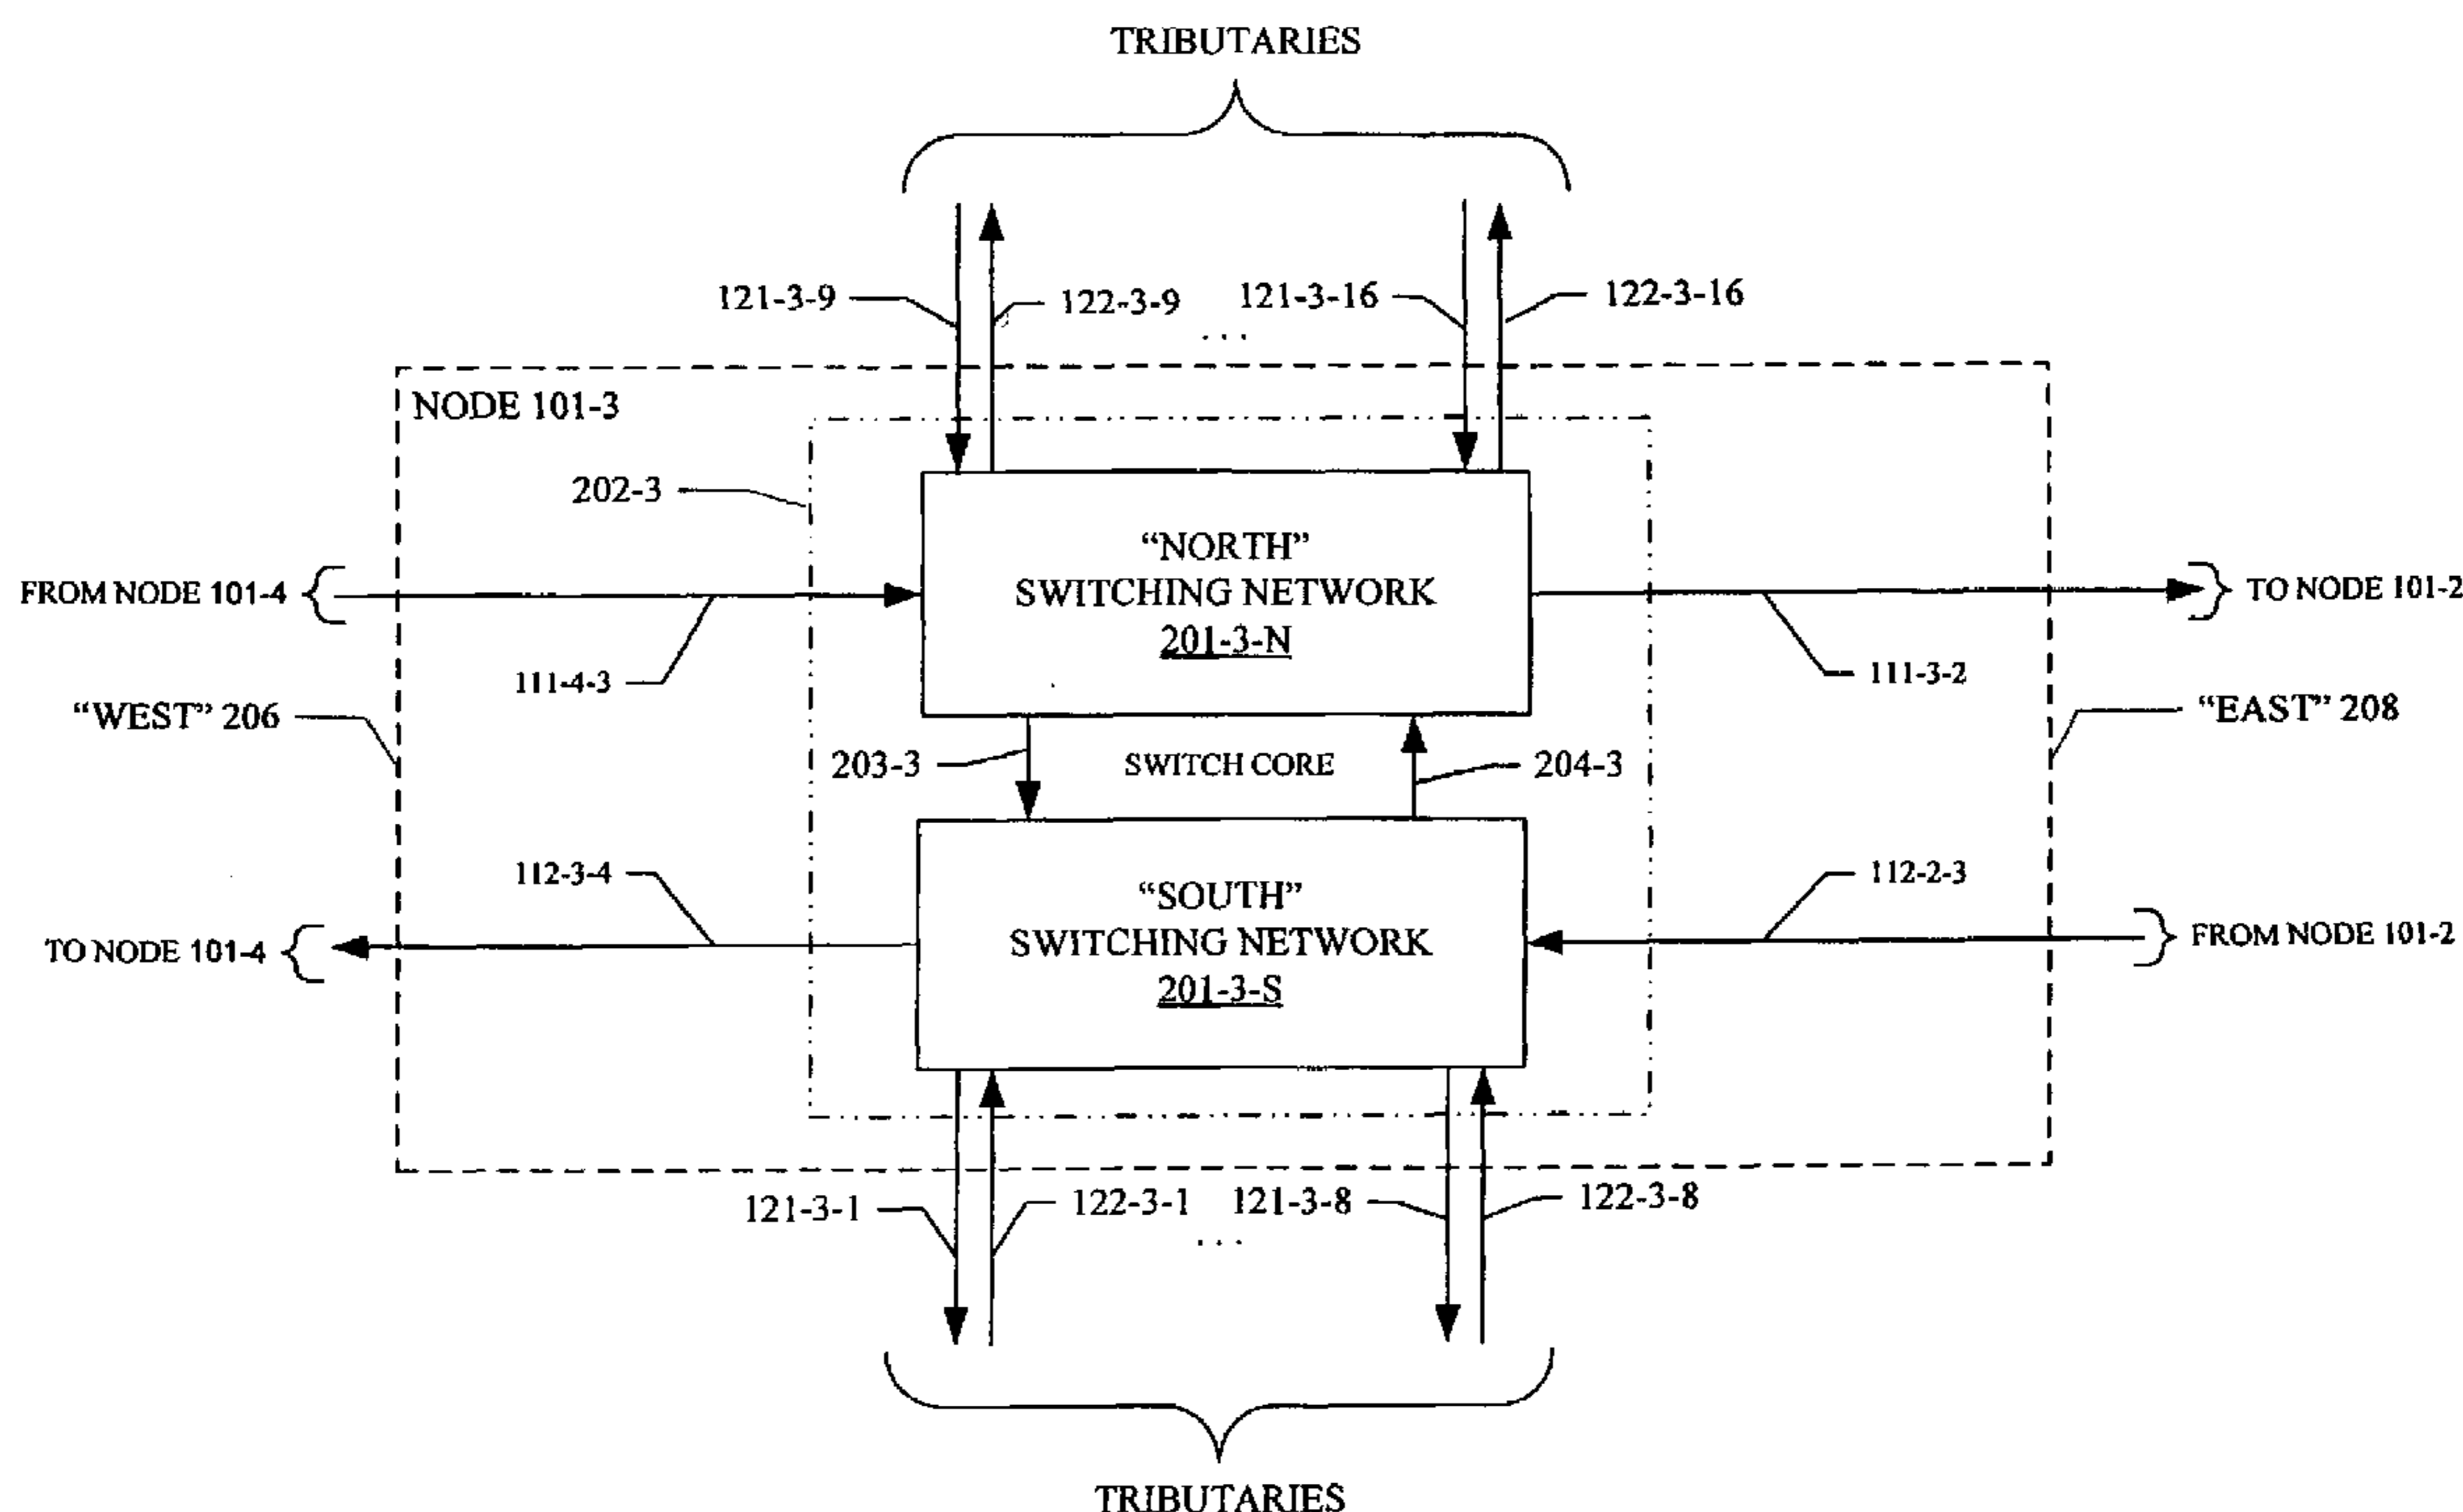 TRIBUTARIES
121-3-9
122-3-9
121-3-16
122-3-16
. . .
NODE 101-3
202-3
“NORTH”
SWITCHING NETWORK
201-3-N
FROM NODE 101-4
TO NODE 101-2
111-4-3
111-3-2
“WEST” 206
“EAST” 208
203-3
SWITCH CORE
204-3
112-3-4
112-2-3
“SOUTH”
SWITCHING NETWORK
201-3-S
TO NODE 101-4
FROM NODE 101-2
121-3-1
122-3-1
121-3-8
122-3-8
. . .
TRIBUTARIES